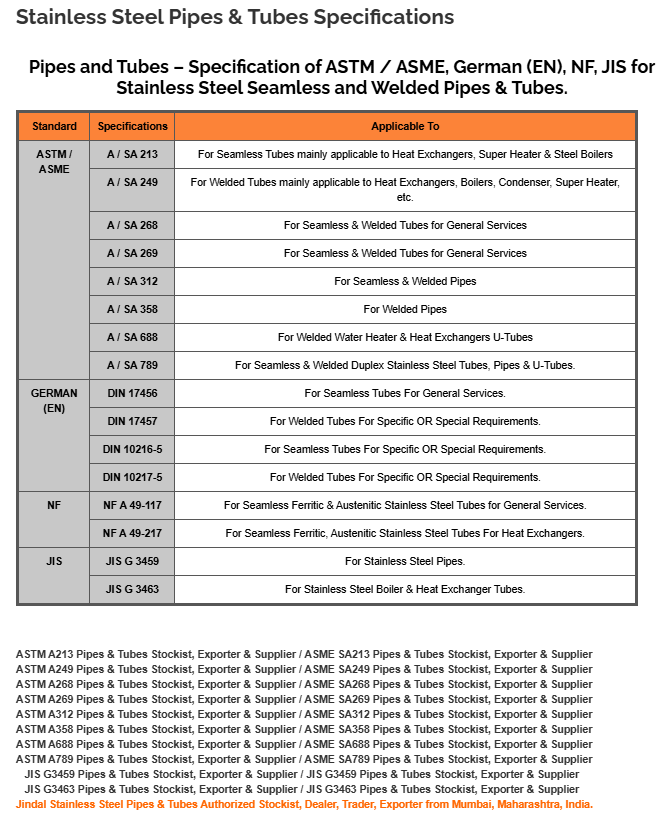 Stainless Steel Pipes & Tubes Specifications
Pipes and Tubes – Specification of ASTM / ASME, German (EN), NF, JIS for
Stainless Steel Seamless and Welded Pipes & Tubes.
Standard Specifications Applicable To
ASTM / ASME A / SA 213 For Seamless Tubes mainly applicable to Heat Exchangers, Super Heater & Steel Boilers
A / SA 249 For Welded Tubes mainly applicable to Heat Exchangers, Boilers, Condenser, Super Heater,
etc.
A / SA 268 For Seamless & Welded Tubes for General Services
A / SA 269 For Seamless & Welded Tubes for General Services
A / SA 312 For Seamless & Welded Pipes
A / SA 358 For Welded Pipes
A / SA 688 For Welded Water Heater & Heat Exchangers U-Tubes
A / SA 789 For Seamless & Welded Duplex Stainless Steel Tubes, Pipes & U-Tubes.
GERMAN (EN) DIN 17456 For Seamless Tubes For General Services.
DIN 17457 For Welded Tubes For Specific OR Special Requirements.
DIN 10216-5 For Seamless Tubes For Specific OR Special Requirements.
DIN 10217-5 For Welded Tubes For Specific OR Special Requirements.
NF NF A 49-117 For Seamless Ferritic & Austenitic Stainless Steel Tubes for General Services.
NF A 49-217 For Seamless Ferritic, Austenitic Stainless Steel Tubes For Heat Exchangers.
JIS JIS G 3459 For Stainless Steel Pipes.
JIS G 3463 For Stainless Steel Boiler & Heat Exchanger Tubes.
ASTM A213 Pipes & Tubes Stockist, Exporter & Supplier / ASME SA213 Pipes & Tubes Stockist, Exporter & Supplier
ASTM A249 Pipes & Tubes Stockist, Exporter & Supplier / ASME SA249 Pipes & Tubes Stockist, Exporter & Supplier
ASTM A268 Pipes & Tubes Stockist, Exporter & Supplier / ASME SA268 Pipes & Tubes Stockist, Exporter & Supplier
ASTM A269 Pipes & Tubes Stockist, Exporter & Supplier / ASME SA269 Pipes & Tubes Stockist, Exporter & Supplier
ASTM A312 Pipes & Tubes Stockist, Exporter & Supplier / ASME SA312 Pipes & Tubes Stockist, Exporter & Supplier
ASTM A358 Pipes & Tubes Stockist, Exporter & Supplier / ASME SA358 Pipes & Tubes Stockist, Exporter & Supplier
ASTM A688 Pipes & Tubes Stockist, Exporter & Supplier / ASME SA688 Pipes & Tubes Stockist, Exporter & Supplier
ASTM A789 Pipes & Tubes Stockist, Exporter & Supplier / ASME SA789 Pipes & Tubes Stockist, Exporter & Supplier
JIS G3459 Pipes & Tubes Stockist, Exporter & Supplier / JIS G3459 Pipes & Tubes Stockist, Exporter & Supplier
JIS G3463 Pipes & Tubes Stockist, Exporter & Supplier / JIS G3463 Pipes & Tubes Stockist, Exporter & Supplier
Jindal Stainless Steel Pipes & Tubes Authorized Stockist, Dealer, Trader, Exporter from Mumbai, Maharashtra, India.